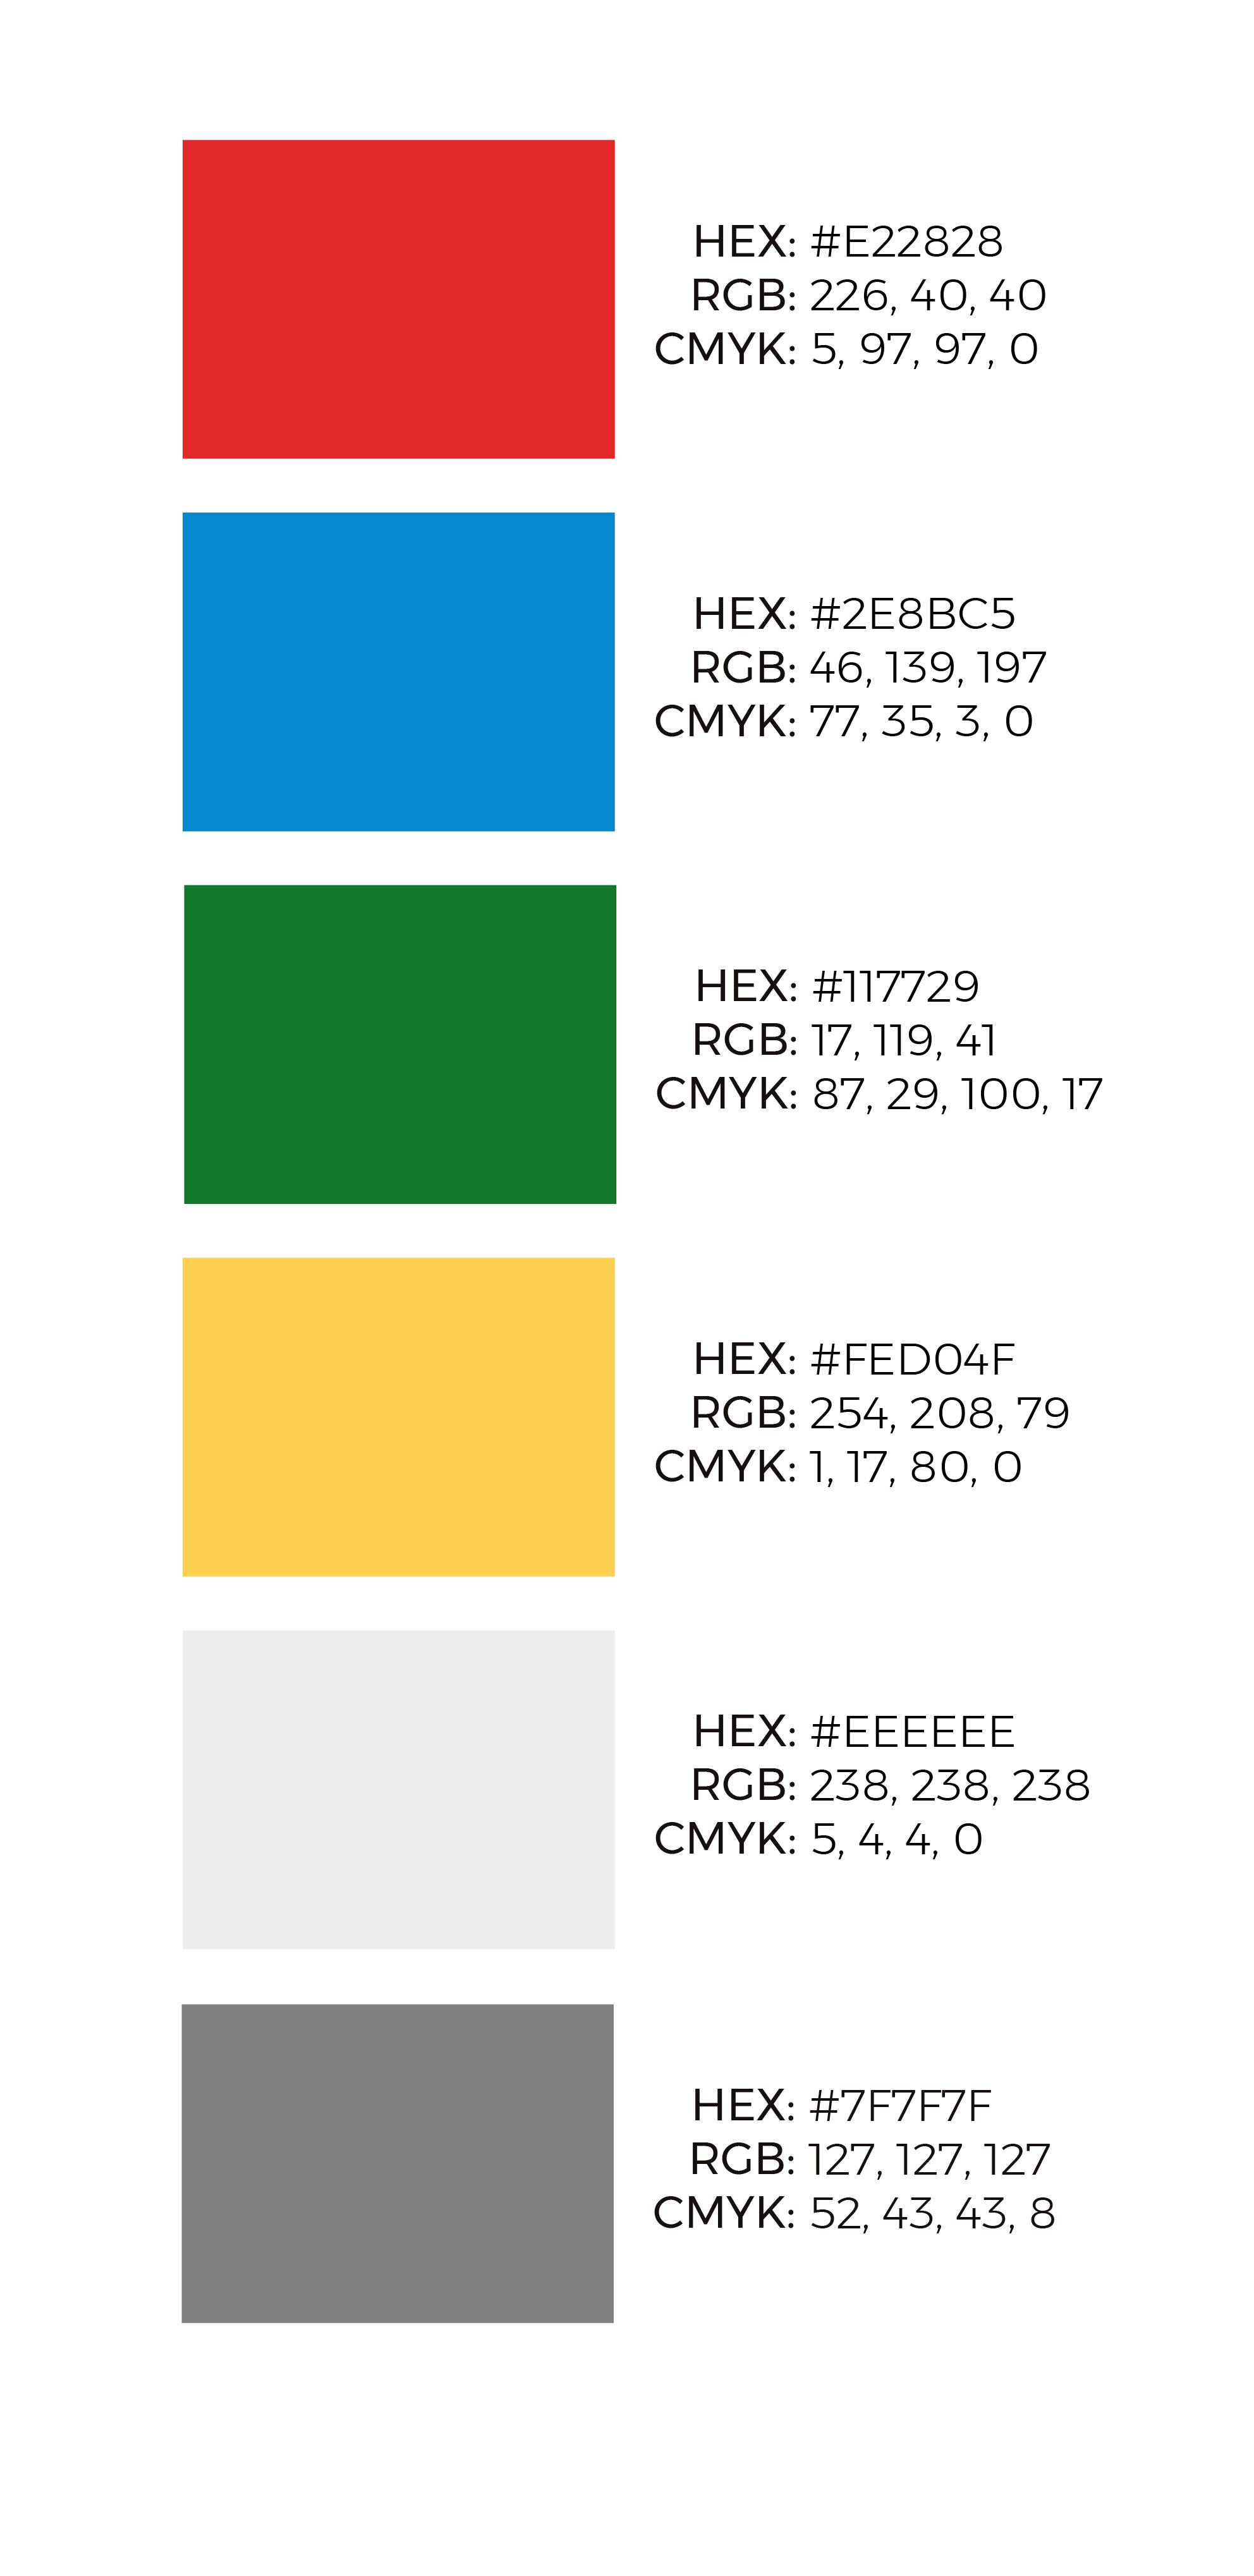 HEX: #E22828
RGB: 226, 40, 40
CMYK: 5, 97, 97, 0
HEX: #2E8BC5
RGB: 46, 139, 197
CMYK: 77, 35, 3, 0
HEX: #117729
RGB: 17, 119, 41
CMYK: 87, 29, 100, 17
HEX: #FED04F
RGB: 254, 208, 79
CMYK: 1, 17, 80, 0
HEX: #EEEEEE
RGB: 238, 238, 238
CMYK: 5, 4, 4, 0
HEX: #7F7F7F
RGB: 127, 127, 127
CMYK: 52, 43, 43, 8